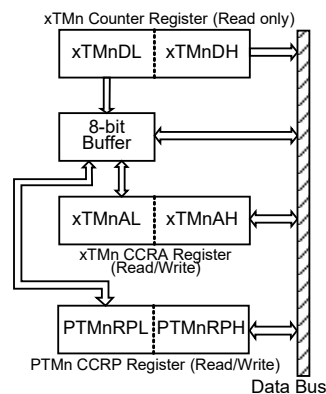 xTMn Counter Register (Read only)
xTMnDL xTMnDH
8-bit
Buffer
xTMnAL xTMnAH
xTMn CCRA Register
(Read/Write)
PTMnRPL PTMnRPH
PTMn CCRP Register (Read/Write)
Data Bus